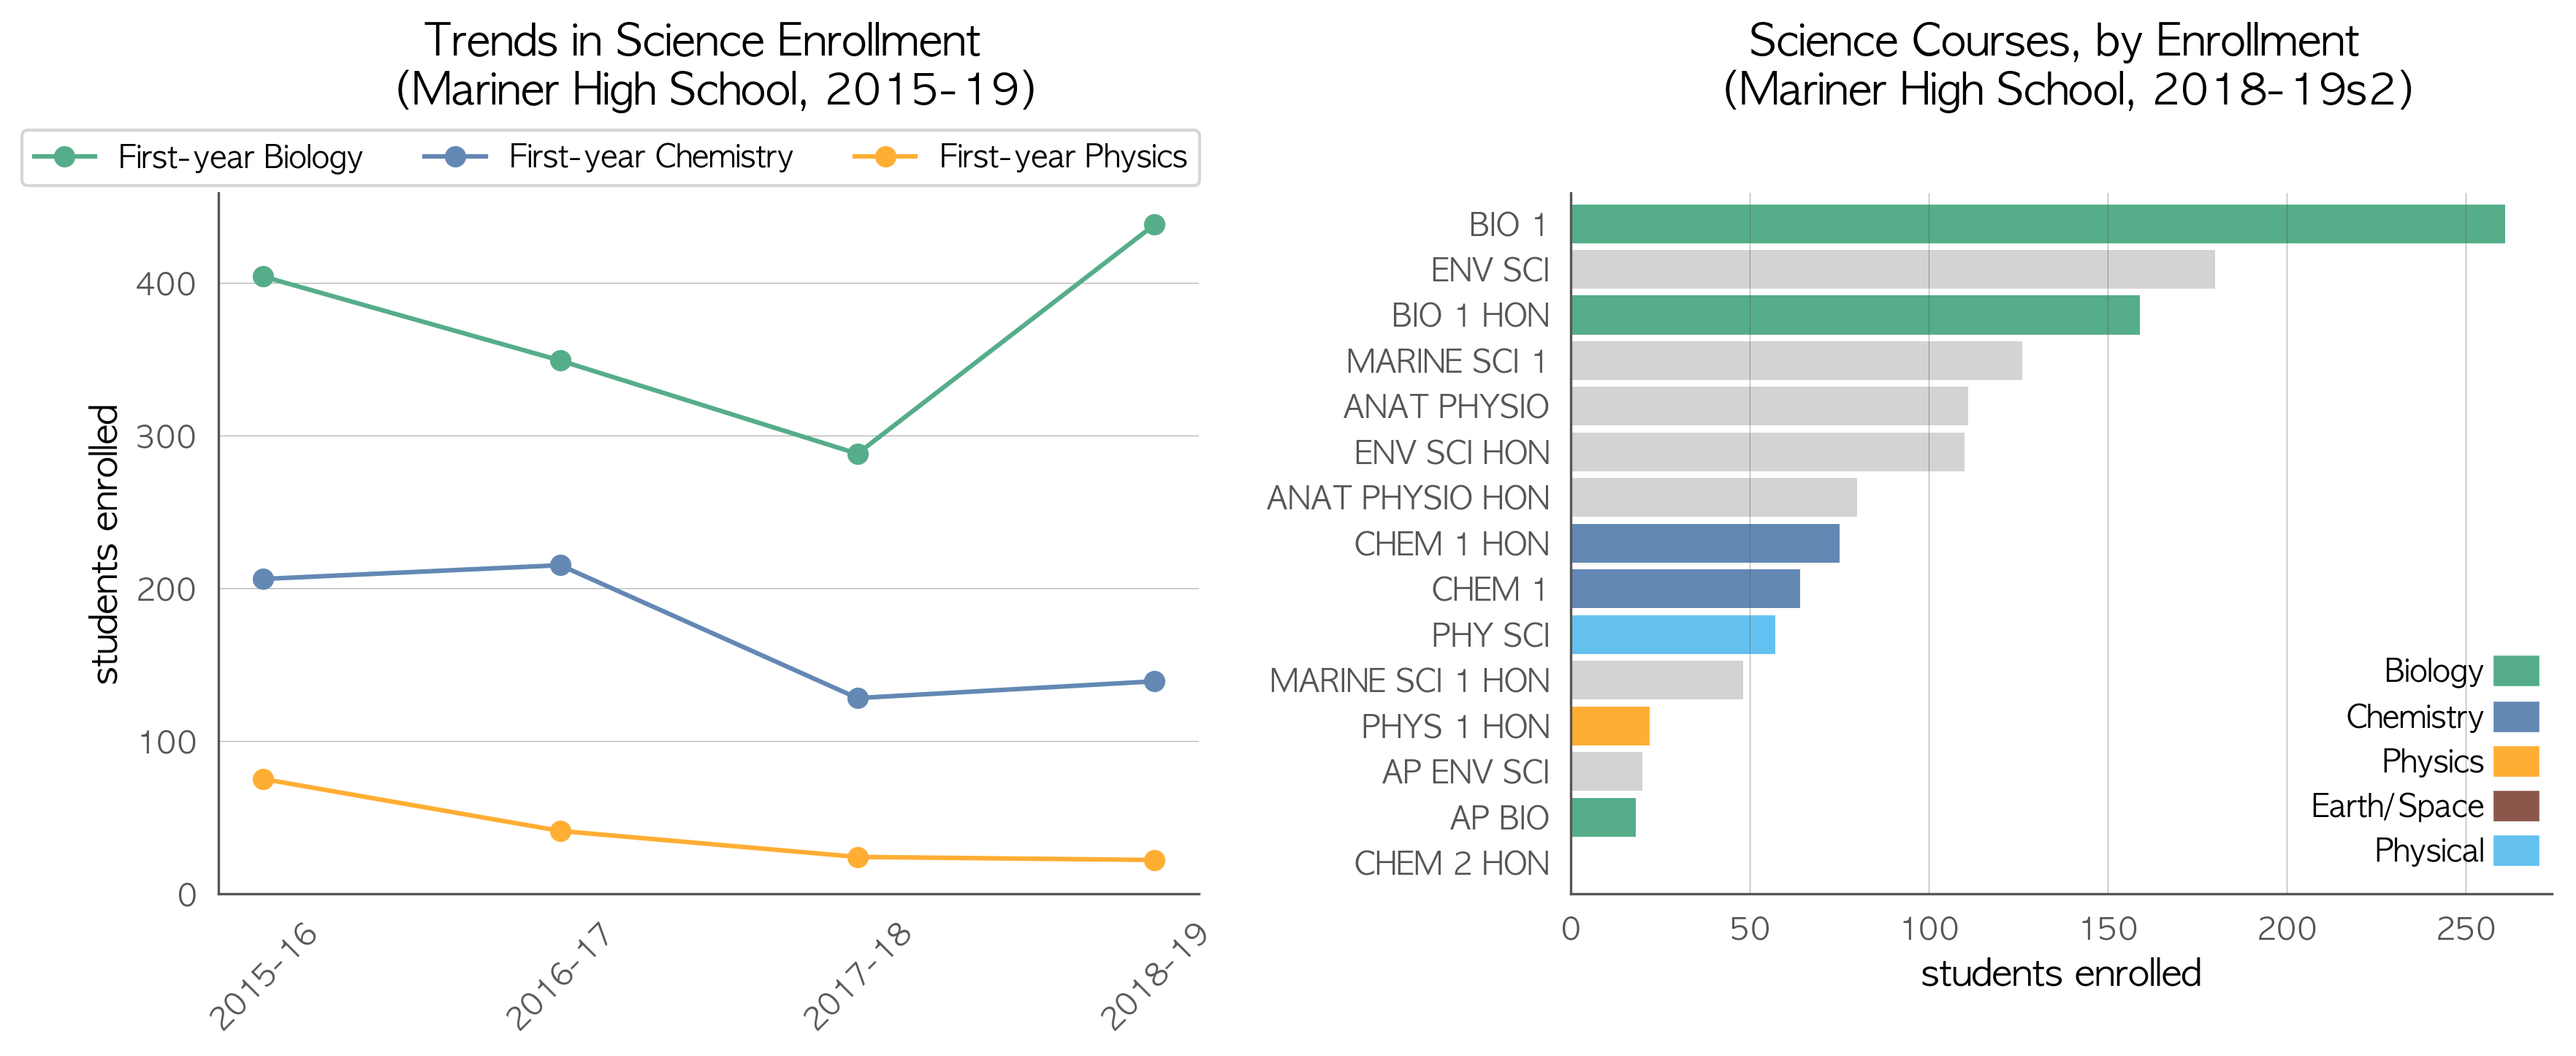 Trends in Science Enrollment
(Mariner High School, 2015-19)
First-year Biology
First-year Chemistry
First-year Physics
students enrolled
400
300
200
100
0
2015-16
2016-17
2017-18
2018-19
Science Courses, by Enrollment
(Mariner High School, 2018-19s2)
BIO 1
ENV SCI
BIO 1 HON
MARINE SCI 1
ANAT PHYSIO
ENV SCI HON
ANAT PHYSIO HON
CHEM 1 HON
CHEM 1
PHY SCI
MARINE SCI 1 HON
PHYS 1 HON
AP ENV SCI
AP BIO
CHEM 2 HON
Biology
Chemistry
Physics
Earth/Space
Physical
0
50
100
150
200
250
students enrolled